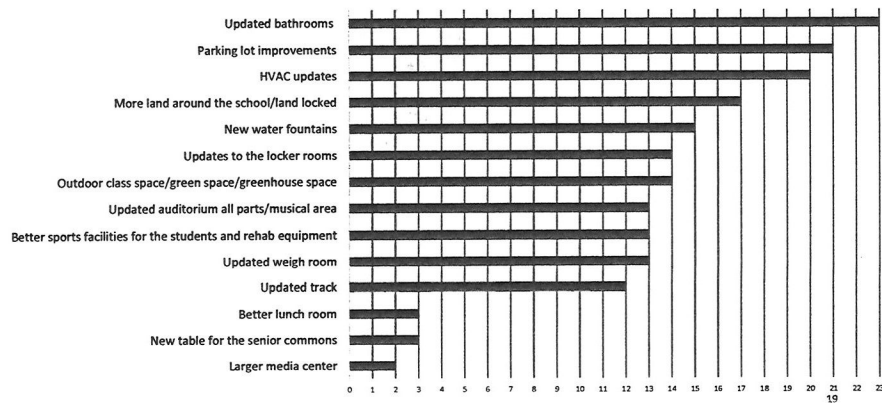 Updated bathrooms
Parking lot improvements
HVAC updates
More land around the school/land locked
New water fountains
Updates to the locker rooms
Outdoor class space/green space/greenhouse space
Updated auditorium all parts/musical area
Better sports facilities for the students and rehab equipment
Updated weigh room
Updated track
Better lunch room
New table for the senior commons
Larger media center
0 1 2 3 4 5 6 7 8 9 10 11 12 13 14 15 16 17 18 19 20 21 22 23
19